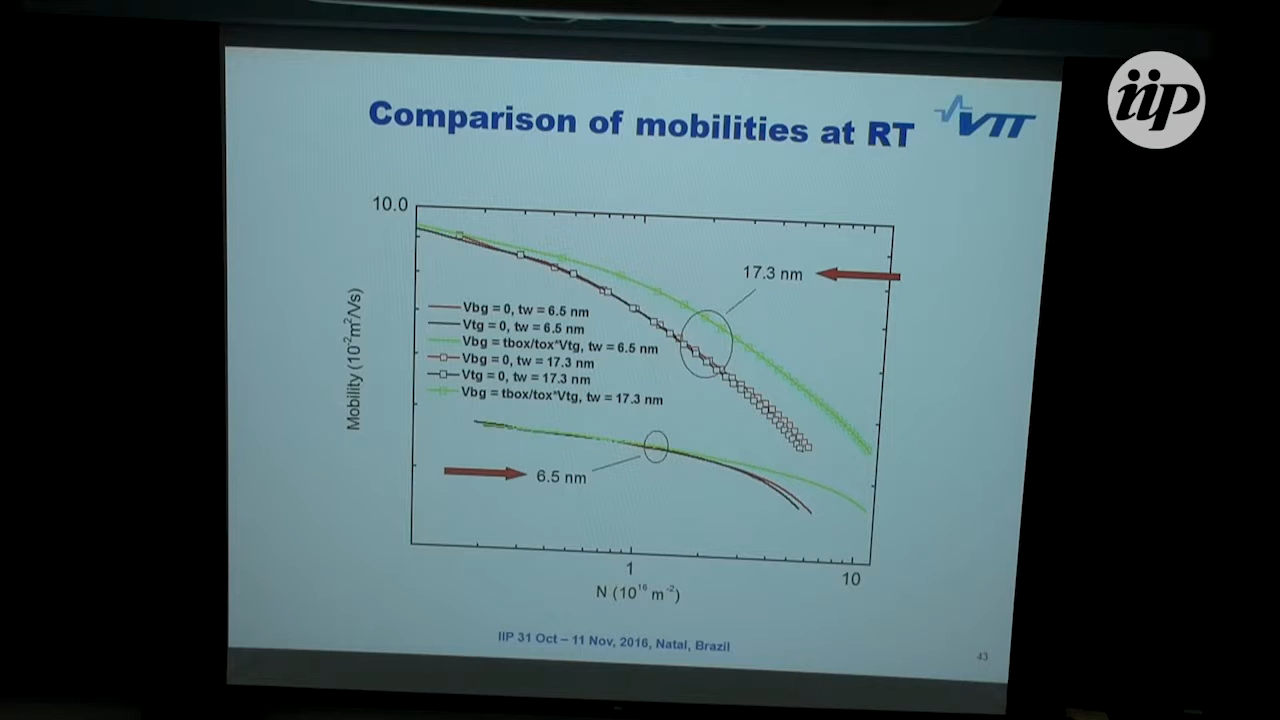 iip
Comparison of mobilities at RT
VTT
10.0
17.3 nm
Vbg = 0, tw = 6.5 nm
Vtg = 0, tw = 6.5 nm
Vbg = tbox/tox*Vtg, tw = 6.5 nm
Vbg = 0, tw = 17.3 nm
Vtg = 0, tw = 17.3 nm
Vbg = tbox/tox*Vtg, tw = 17.3 nm
Mobility (10⁻²m²/Vs)
6.5 nm
1
10
N (10¹⁶ m⁻²)
IIP 31 Oct – 11 Nov, 2016, Natal, Brazil
43